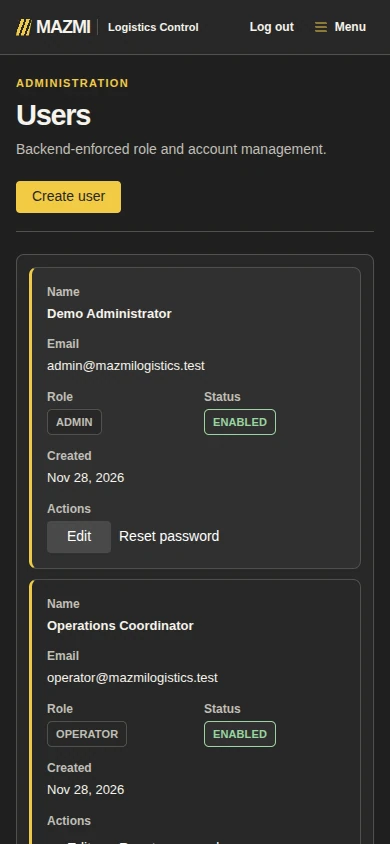 MAZMI Logistics Control Log out Menu
ADMINISTRATION
Users
Backend-enforced role and account management.
Create user
Name
Demo Administrator
Email
admin@mazmilogistics.test
Role Status
ADMIN ENABLED
Created
Nov 28, 2026
Actions
Edit Reset password
Name
Operations Coordinator
Email
operator@mazmilogistics.test
Role Status
OPERATOR ENABLED
Created
Nov 28, 2026
Actions